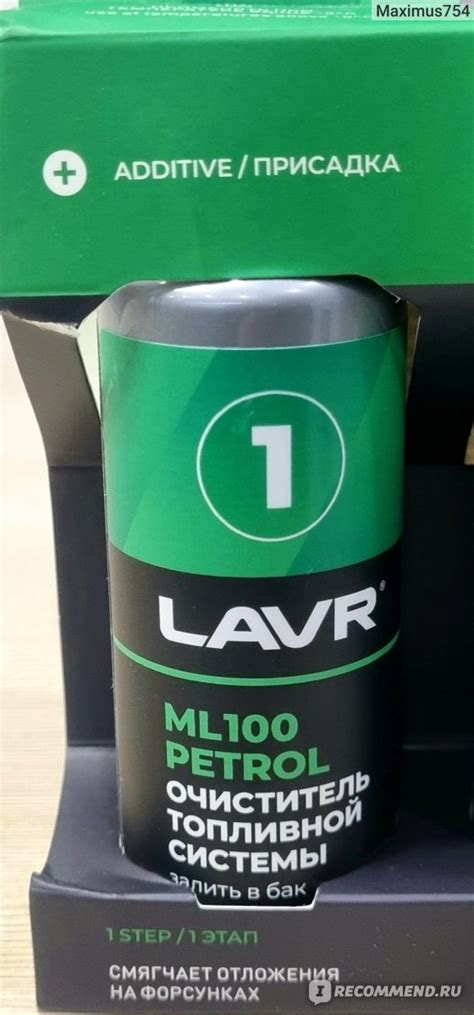 Maximus754
ADDITIVE / ПРИСАДКА
1
LAVR®
ML100
PETROL
ОЧИСТИТЕЛЬ
ТОПЛИВНОЙ
СИСТЕМЫ
залить в бак
1 STEP / 1 ЭТАП
СМЯГЧАЕТ ОТЛОЖЕНИЯ
НА ФОРСУНКАХ
IRECOMMEND.RU